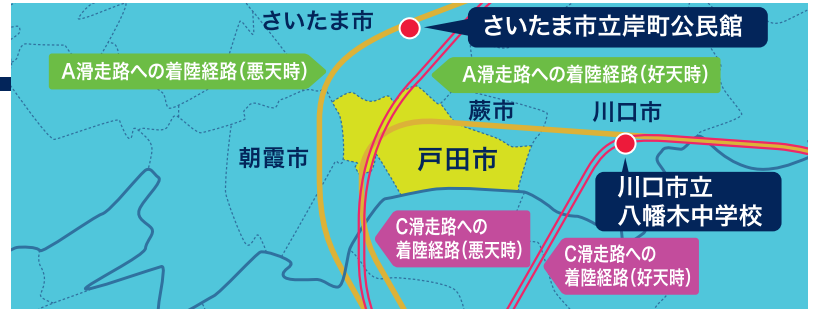 さいたま市
さいたま市立岸町公民館
A滑走路への着陸経路(悪天時)
A滑走路への着陸経路(好天時)
蕨市
川口市
朝霞市
戸田市
川口市立
八幡木中学校
C滑走路への
着陸経路(悪天時)
C滑走路への
着陸経路(好天時)